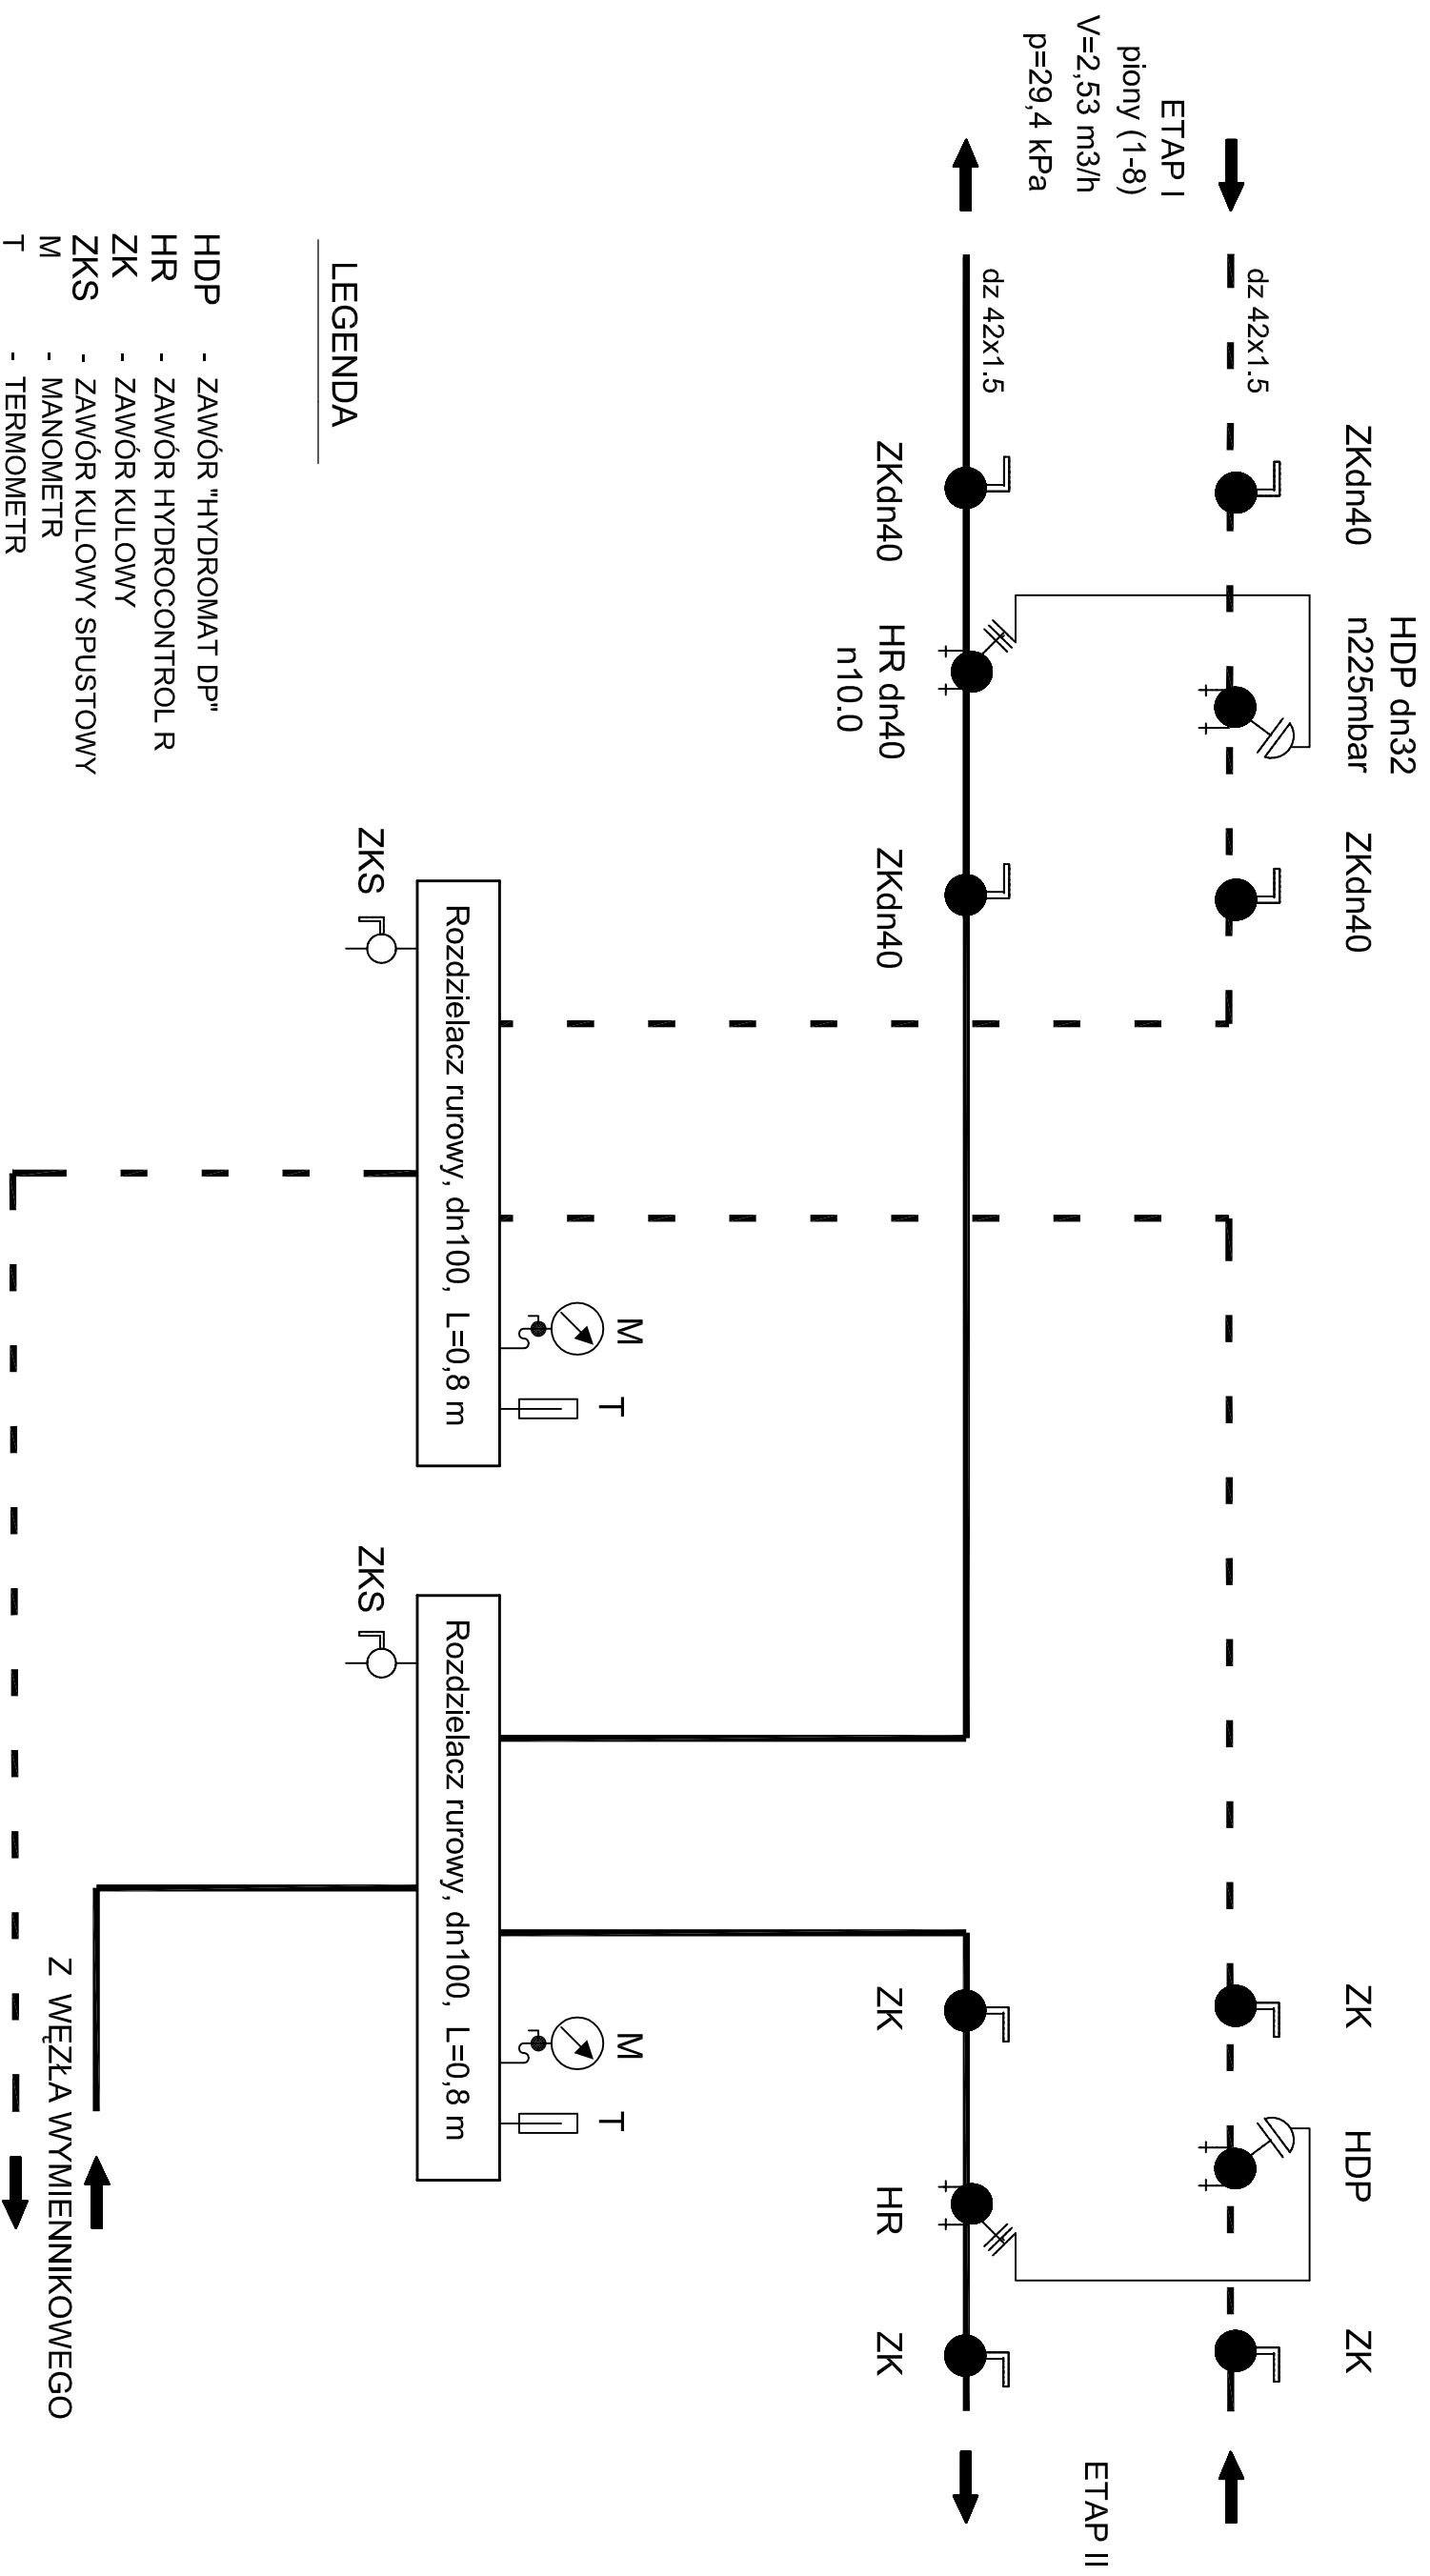 ZKdn40
HDP dn32
n225mbar
ZKdn40
ZK
HDP
ZK
dz 42x1.5
ETAP I
piony (1-8)
V=2,53 m3/h
p=29,4 kPa
ETAP II
dz 42x1.5
ZKdn40
HR dn40
n10.0
ZKdn40
ZK
HR
ZK
M
T
M
T
Rozdzielacz rurowy, dn100, L=0,8 m
Rozdzielacz rurowy, dn100, L=0,8 m
ZKS
ZKS
LEGENDA
HDP - ZAWÓR "HYDROMAT DP"
HR - ZAWÓR HYDROCONTROL R
ZK - ZAWÓR KULOWY
ZKS - ZAWÓR KULOWY SPUSTOWY
M - MANOMETR
T - TERMOMETR
Z WĘZŁA WYMIENNIKOWEGO